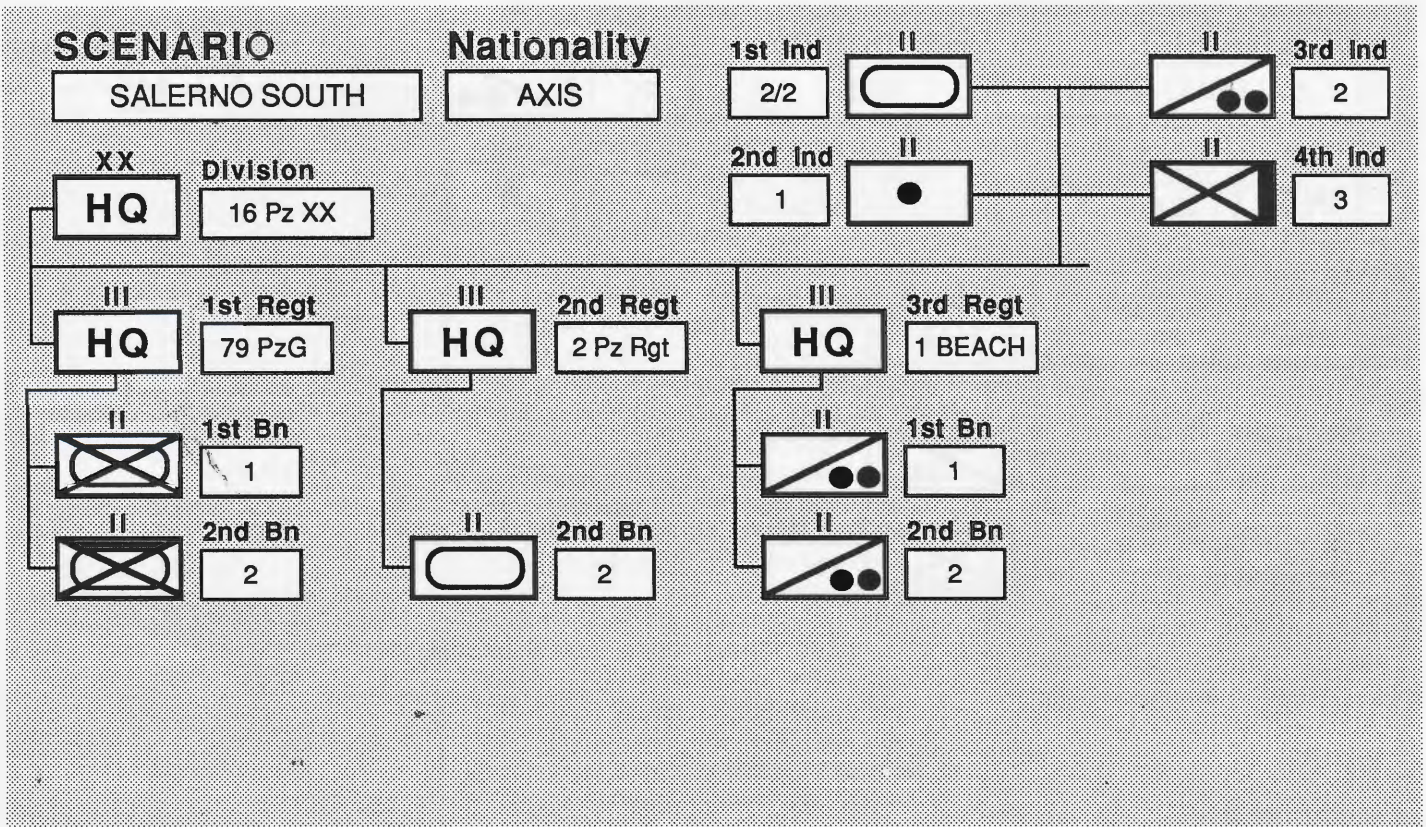 SCENARIO
SALERNO SOUTH
Nationality
AXIS
1st Ind
2/2
II
II
3rd Ind
2
2nd Ind
1
II
II
4th Ind
3
XX
HQ
Division
16 Pz XX
III
HQ
1st Regt
79 PzG
III
HQ
2nd Regt
2 Pz Rgt
III
HQ
3rd Regt
1 BEACH
II
1st Bn
1
II
1st Bn
1
II
2nd Bn
2
II
2nd Bn
2
II
2nd Bn
2